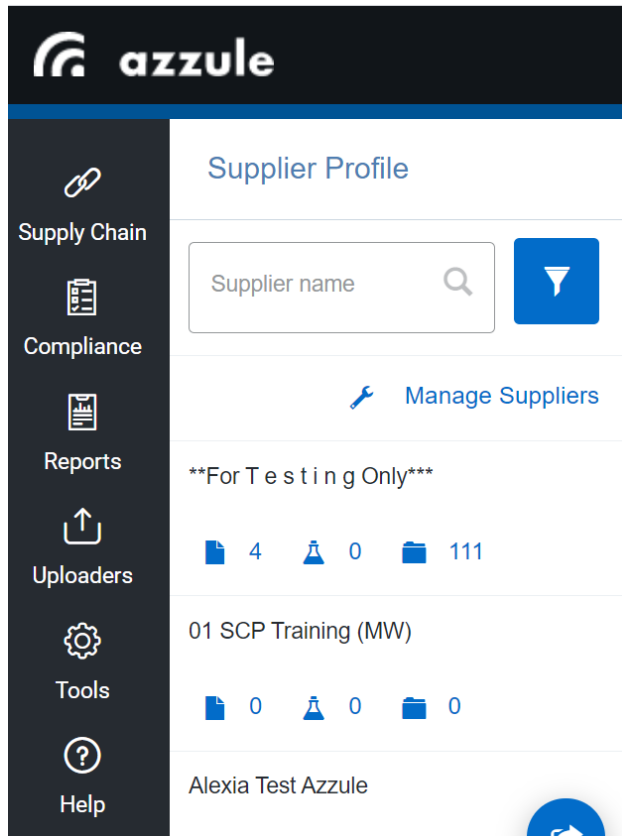 azzule
Supply Chain
Compliance
Reports
Uploaders
Tools
Help
Supplier Profile
Supplier name
Manage Suppliers
**For T e s t i n g Only***
4 0 111
01 SCP Training (MW)
0 0 0
Alexia Test Azzule